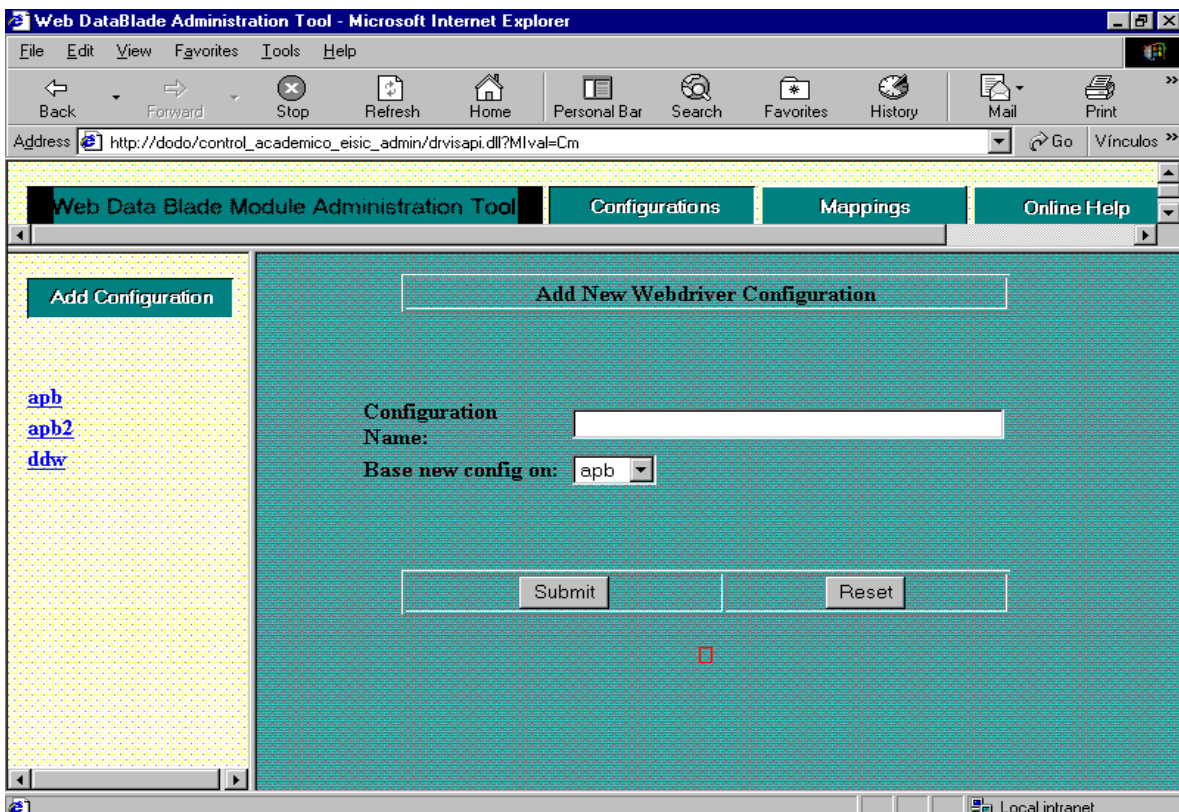 Web DataBlade Administration Tool - Microsoft Internet Explorer
File Edit View Favorites Tools Help
Back Forward Stop Refresh Home Personal Bar Search Favorites History Mail Print »
Address http://dodo/control_academico_eisic_admin/drvisapi.dll?MIval=Cm Go Vínculos »
Web Data Blade Module Administration Tool Configurations Mappings Online Help
Add Configuration
apb
apb2
ddw
Add New Webdriver Configuration
Configuration
Name:
Base new config on: apb
Submit Reset
Local intranet